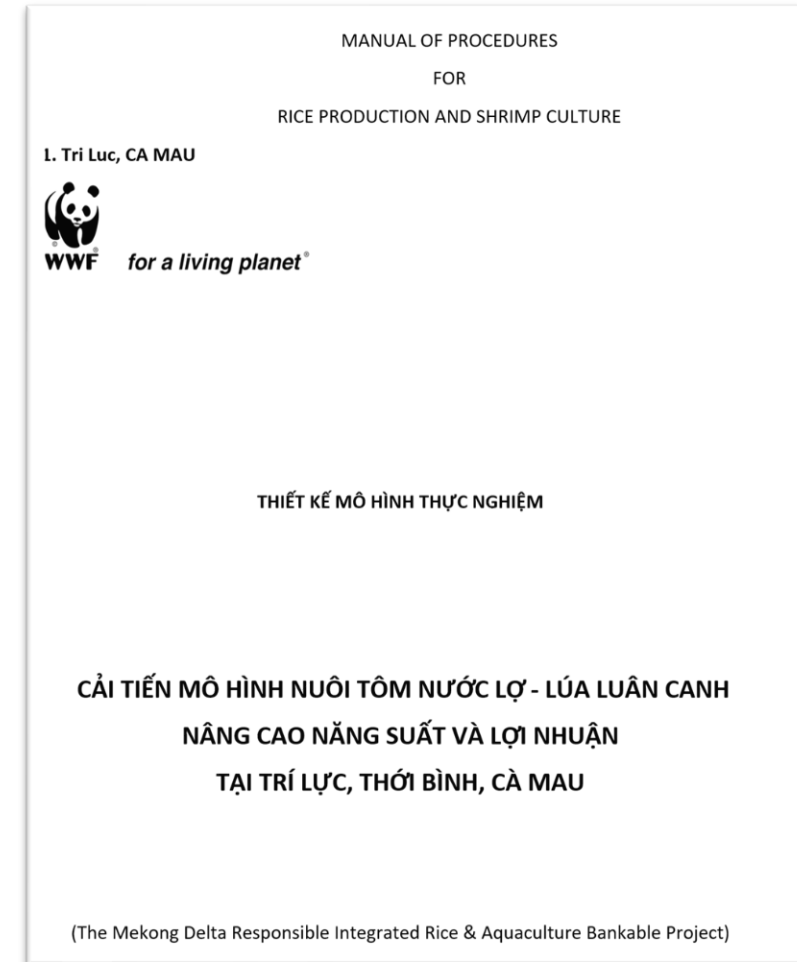 MANUAL OF PROCEDURES
FOR
RICE PRODUCTION AND SHRIMP CULTURE
1. Tri Luc, CA MAU
WWF® for a living planet®
THIẾT KẾ MÔ HÌNH THỰC NGHIỆM
CẢI TIẾN MÔ HÌNH NUÔI TÔM NƯỚC LỢ - LÚA LUÂN CANH
NÂNG CAO NĂNG SUẤT VÀ LỢI NHUẬN
TẠI TRÍ LỰC, THỚI BÌNH, CÀ MAU
(The Mekong Delta Responsible Integrated Rice & Aquaculture Bankable Project)